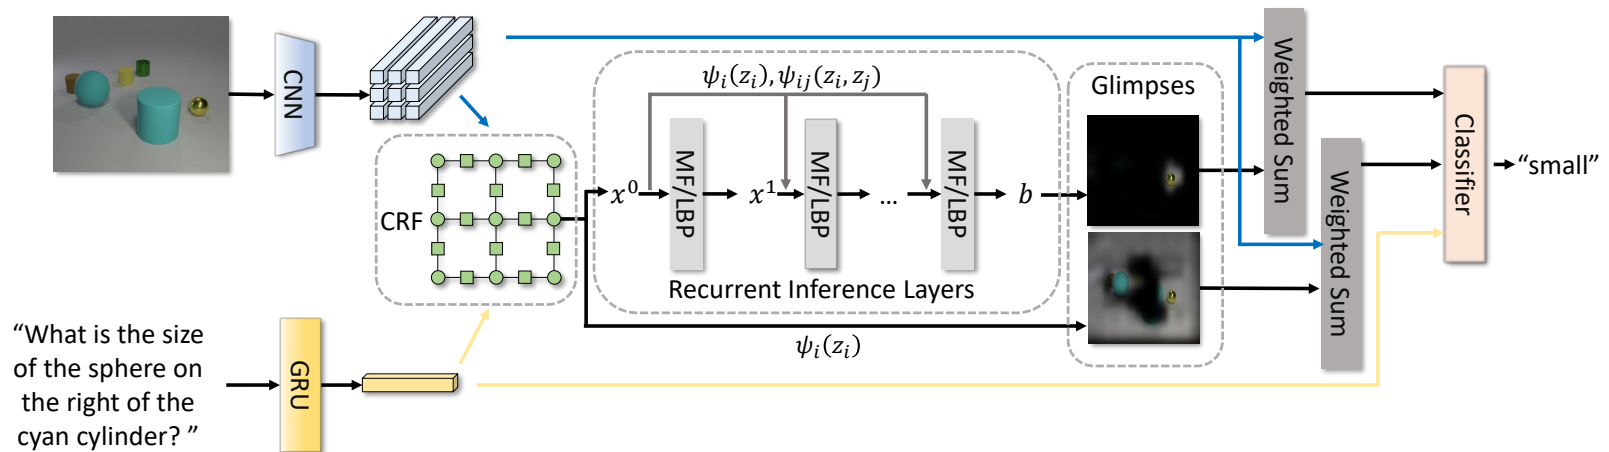 CNN
CRF
"What is the size
of the sphere on
the right of the
cyan cylinder? "
GRU
ψᵢ(zᵢ), ψᵢⱼ(zᵢ, zⱼ)
x⁰
MF/LBP
x¹
MF/LBP
...
MF/LBP
b
Recurrent Inference Layers
ψᵢ(zᵢ)
Glimpses
Weighted Sum
Weighted Sum
Classifier
“small”